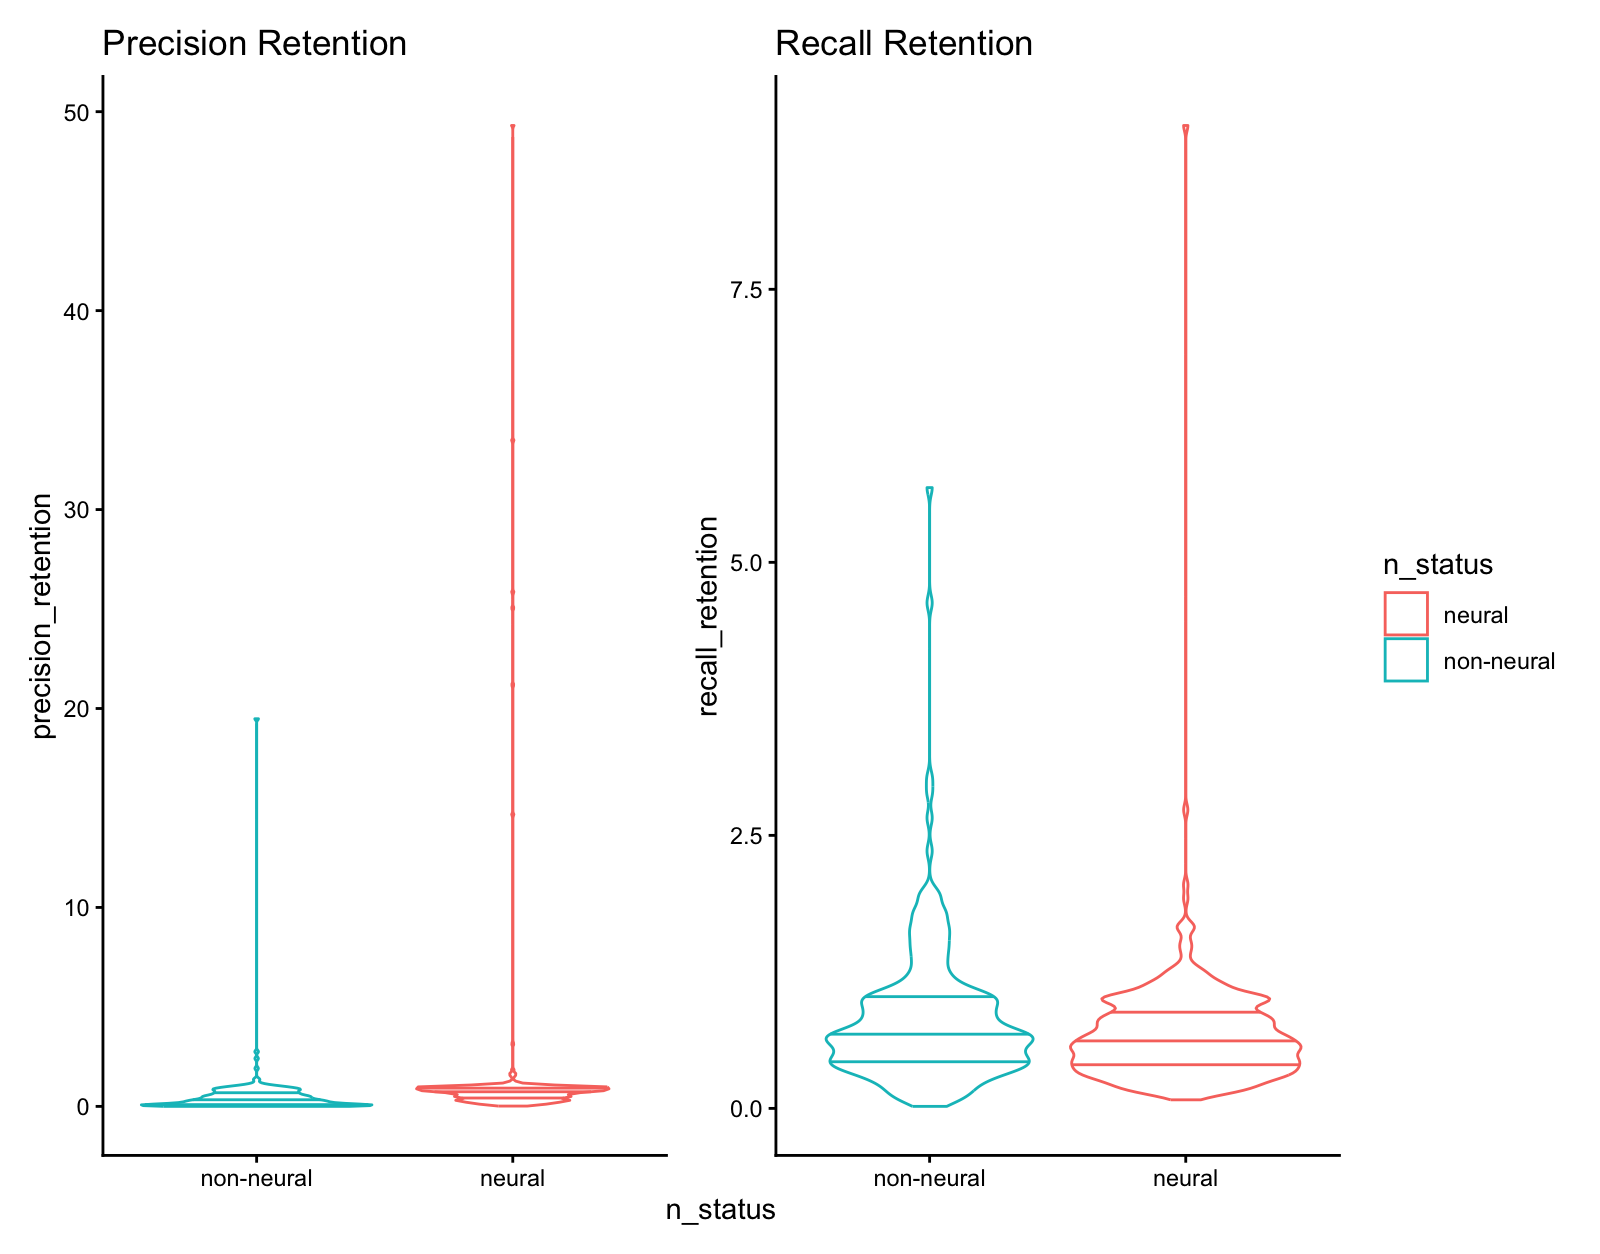 Precision Retention
precision_retention
50
40
30
20
10
0
non-neural
neural
Recall Retention
recall_retention
7.5
5.0
2.5
0.0
non-neural
neural
n_status
n_status
neural
non-neural